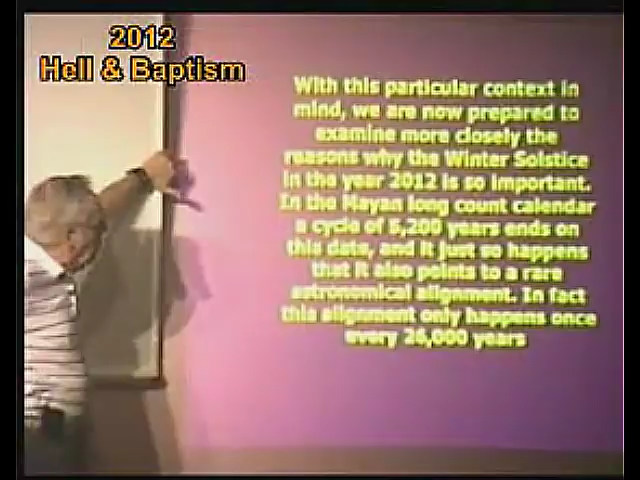 2012
Hell & Baptism
With this particular context in
mind, we are now prepared to
examine more closely the
reasons why the Winter Solstice
in the year 2012 is so important.
In the Mayan long count calendar
a cycle of 5,200 years ends on
this date, and it just so happens
that it also points to a rare
astronomical alignment. In fact
this alignment only happens once
every 26,000 years